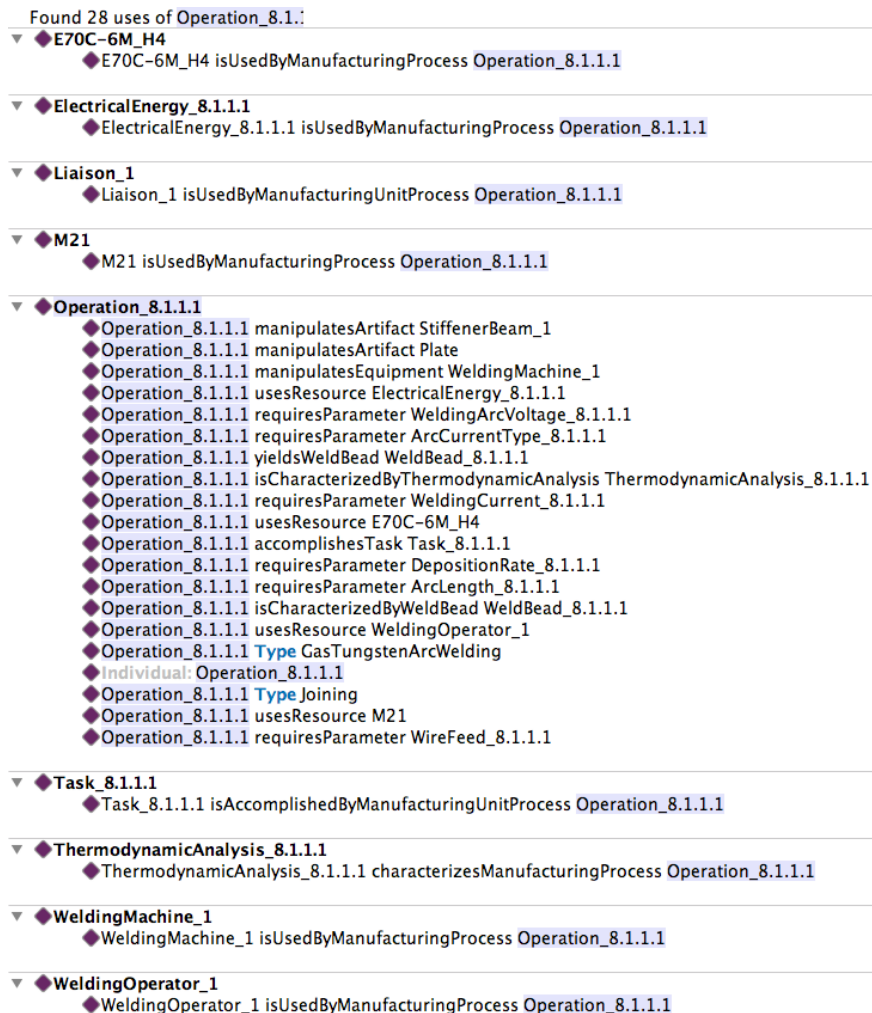 Found 28 uses of Operation_8.1.1
E70C-6M_H4
E70C-6M_H4 isUsedByManufacturingProcess Operation_8.1.1.1
ElectricalEnergy_8.1.1.1
ElectricalEnergy_8.1.1.1 isUsedByManufacturingProcess Operation_8.1.1.1
Liaison_1
Liaison_1 isUsedByManufacturingUnitProcess Operation_8.1.1.1
M21
M21 isUsedByManufacturingProcess Operation_8.1.1.1
Operation_8.1.1.1
Operation_8.1.1.1 manipulatesArtifact StiffenerBeam_1
Operation_8.1.1.1 manipulatesArtifact Plate
Operation_8.1.1.1 manipulatesEquipment WeldingMachine_1
Operation_8.1.1.1 usesResource ElectricalEnergy_8.1.1.1
Operation_8.1.1.1 requiresParameter WeldingArcVoltage_8.1.1.1
Operation_8.1.1.1 requiresParameter ArcCurrentType_8.1.1.1
Operation_8.1.1.1 yieldsWeldBead WeldBead_8.1.1.1
Operation_8.1.1.1 isCharacterizedByThermodynamicAnalysis ThermodynamicAnalysis_8.1.1.1
Operation_8.1.1.1 requiresParameter WeldingCurrent_8.1.1.1
Operation_8.1.1.1 usesResource E70C-6M_H4
Operation_8.1.1.1 accomplishesTask Task_8.1.1.1
Operation_8.1.1.1 requiresParameter DepositionRate_8.1.1.1
Operation_8.1.1.1 requiresParameter ArcLength_8.1.1.1
Operation_8.1.1.1 isCharacterizedByWeldBead WeldBead_8.1.1.1
Operation_8.1.1.1 usesResource WeldingOperator_1
Operation_8.1.1.1 Type GasTungstenArcWelding
Individual: Operation_8.1.1.1
Operation_8.1.1.1 Type Joining
Operation_8.1.1.1 usesResource M21
Operation_8.1.1.1 requiresParameter WireFeed_8.1.1.1
Task_8.1.1.1
Task_8.1.1.1 isAccomplishedByManufacturingUnitProcess Operation_8.1.1.1
ThermodynamicAnalysis_8.1.1.1
ThermodynamicAnalysis_8.1.1.1 characterizesManufacturingProcess Operation_8.1.1.1
WeldingMachine_1
WeldingMachine_1 isUsedByManufacturingProcess Operation_8.1.1.1
WeldingOperator_1
WeldingOperator_1 isUsedByManufacturingProcess Operation_8.1.1.1